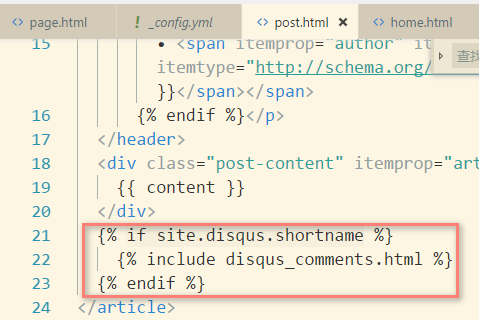 page.html
_config.yml
post.html
home.html
查找
15 • <span itemprop="author" ite
itemtype="http://schema.org/
}}</span></span>
16 {% endif %}</p>
17 </header>
18 <div class="post-content" itemprop="art
19 {{ content }}
20 </div>
21 {% if site.disqus.shortname %}
22 {% include disqus_comments.html %}
23 {% endif %}
24 </article>